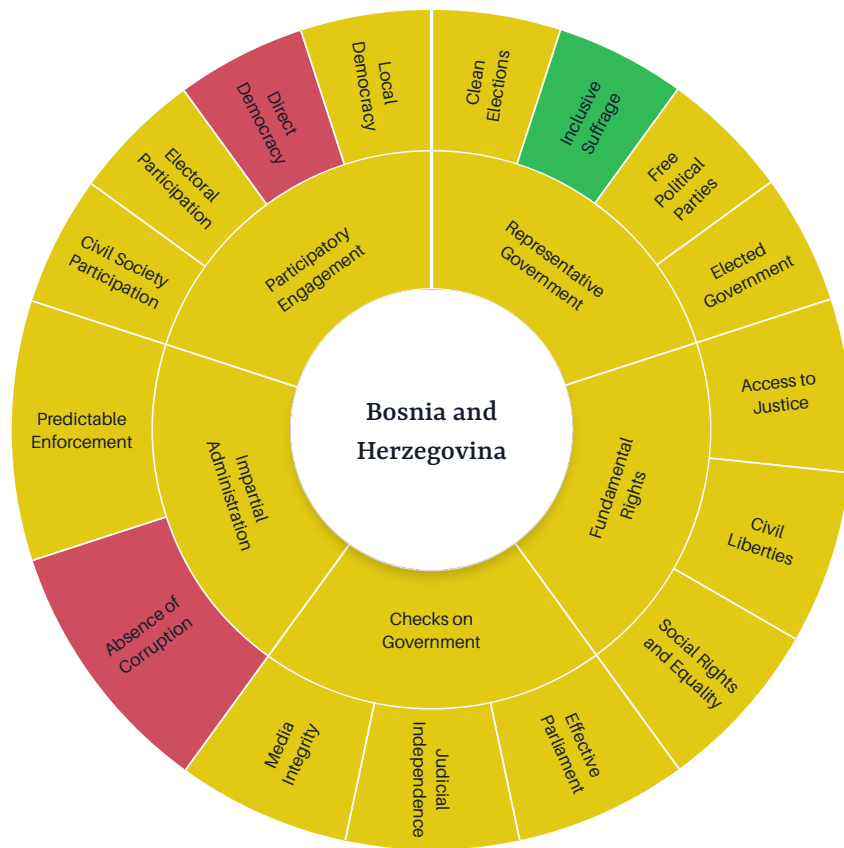 Bosnia and
Herzegovina
Representative
Government
Clean
Elections
Inclusive
Suffrage
Free
Political
Parties
Elected
Government
Fundamental
Rights
Access to
Justice
Civil
Liberties
Social Rights
and Equality
Checks on
Government
Effective
Parliament
Judicial
Independence
Media
Integrity
Impartial
Administration
Absence of
Corruption
Predictable
Enforcement
Participatory
Engagement
Civil Society
Participation
Electoral
Participation
Direct
Democracy
Local
Democracy